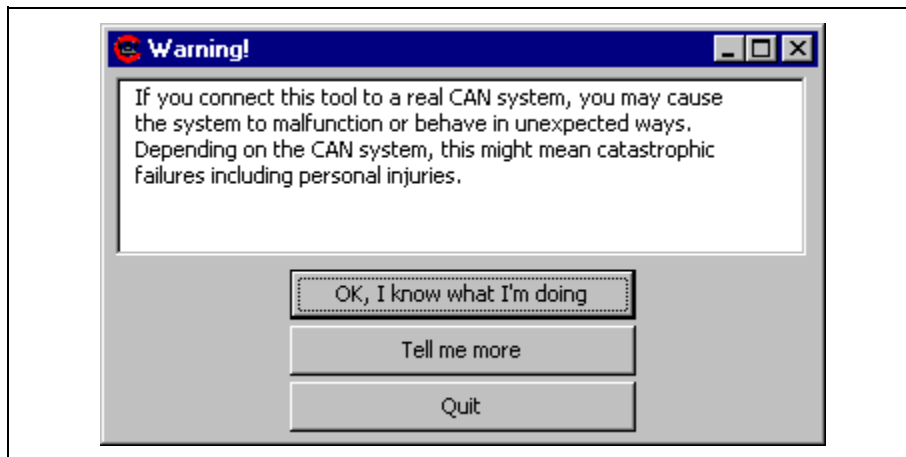 Warning!
If you connect this tool to a real CAN system, you may cause
the system to malfunction or behave in unexpected ways.
Depending on the CAN system, this might mean catastrophic
failures including personal injuries.
OK, I know what I'm doing
Tell me more
Quit